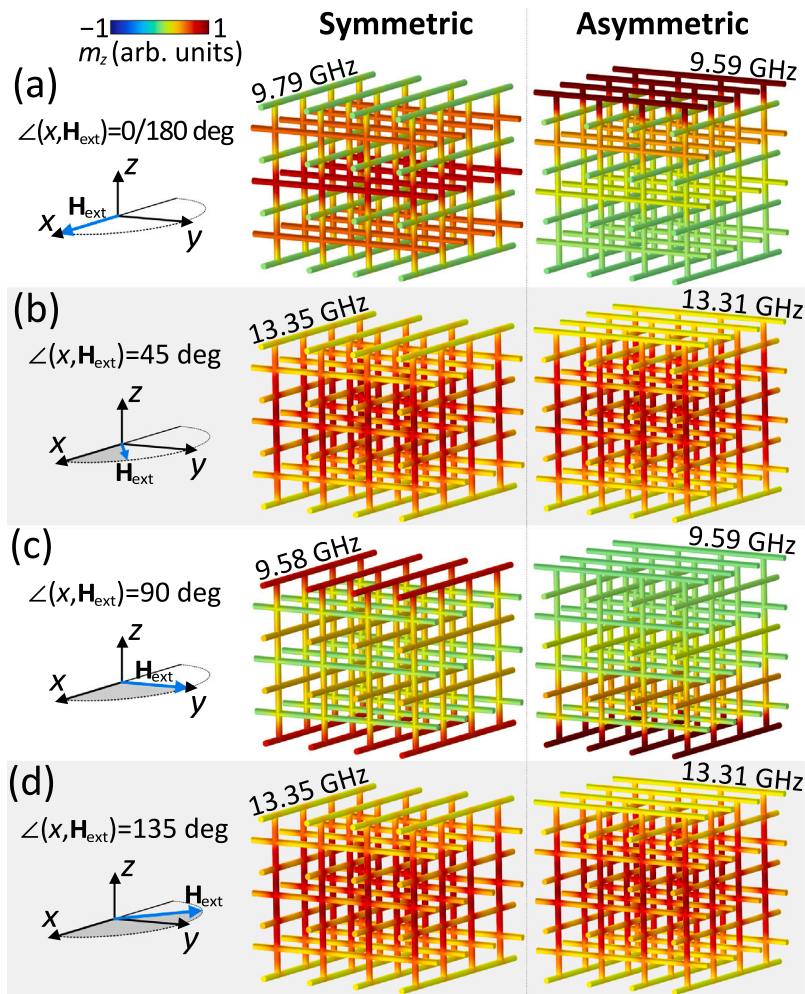 −1 1
m_z (arb. units)
Symmetric
Asymmetric
(a)
∠(x,H_ext)=0/180 deg
z
H_ext
x
y
9.79 GHz
9.59 GHz
(b)
∠(x,H_ext)=45 deg
z
x
y
H_ext
13.35 GHz
13.31 GHz
(c)
∠(x,H_ext)=90 deg
z
H_ext
x
y
9.58 GHz
9.59 GHz
(d)
∠(x,H_ext)=135 deg
z
H_ext
x
y
13.35 GHz
13.31 GHz